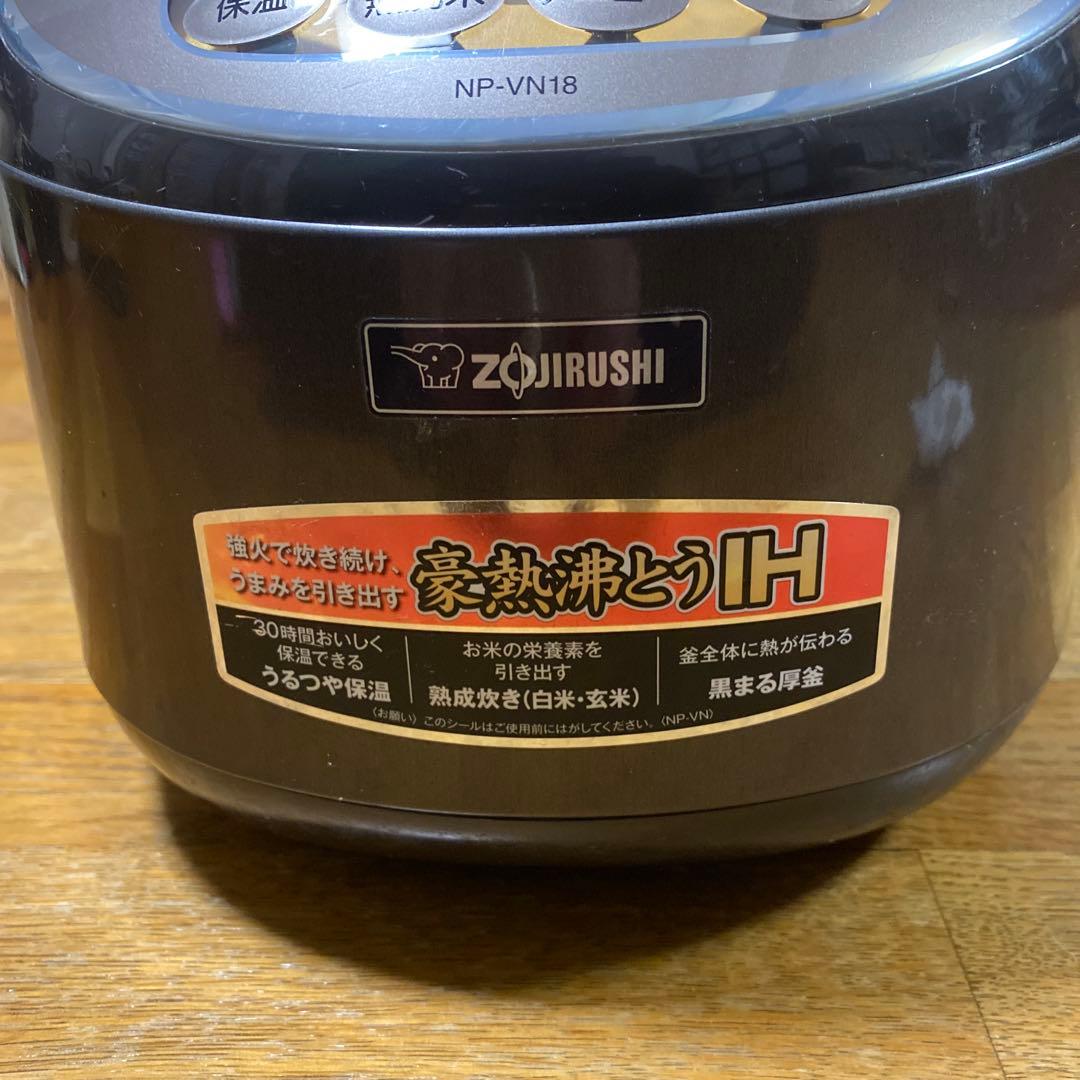 保温
NP-VN18
ZOJIRUSHI
強火で炊き続け、
うまみを引き出す
豪熱沸とうIH
30時間おいしく
保温できる
うるつや保温
お米の栄養素を
引き出す
熟成炊き(白米・玄米)
釜全体に熱が伝わる
黒まる厚釜
〈お願い〉このシールはご使用前にはがしてください。〈NP-VN〉